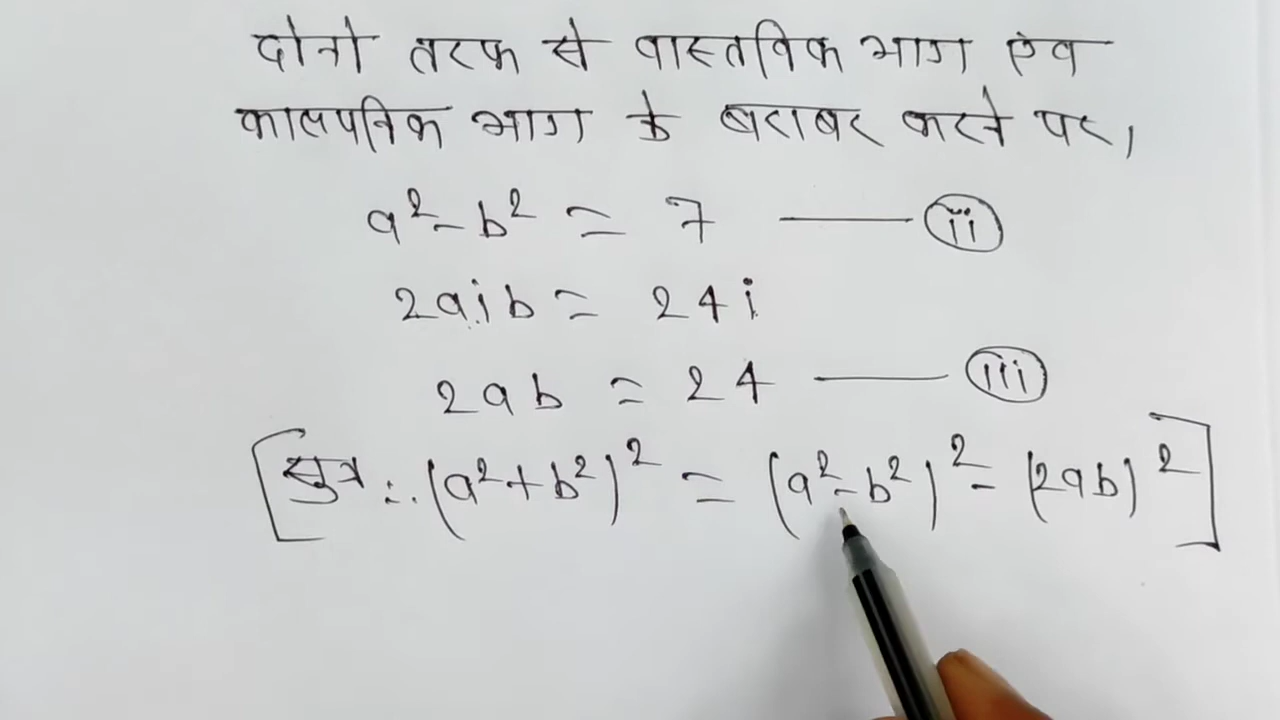 दोनो तरफ से वास्तविक भाग एंव
काल्पनिक भाग के बराबर करने पर,
a² - b² = 7 —— (ii)
2aib = 24i
2ab = 24 —— (iii)
[सुत्र :. (a² + b²)² = (a² - b²)² - (2ab)²]